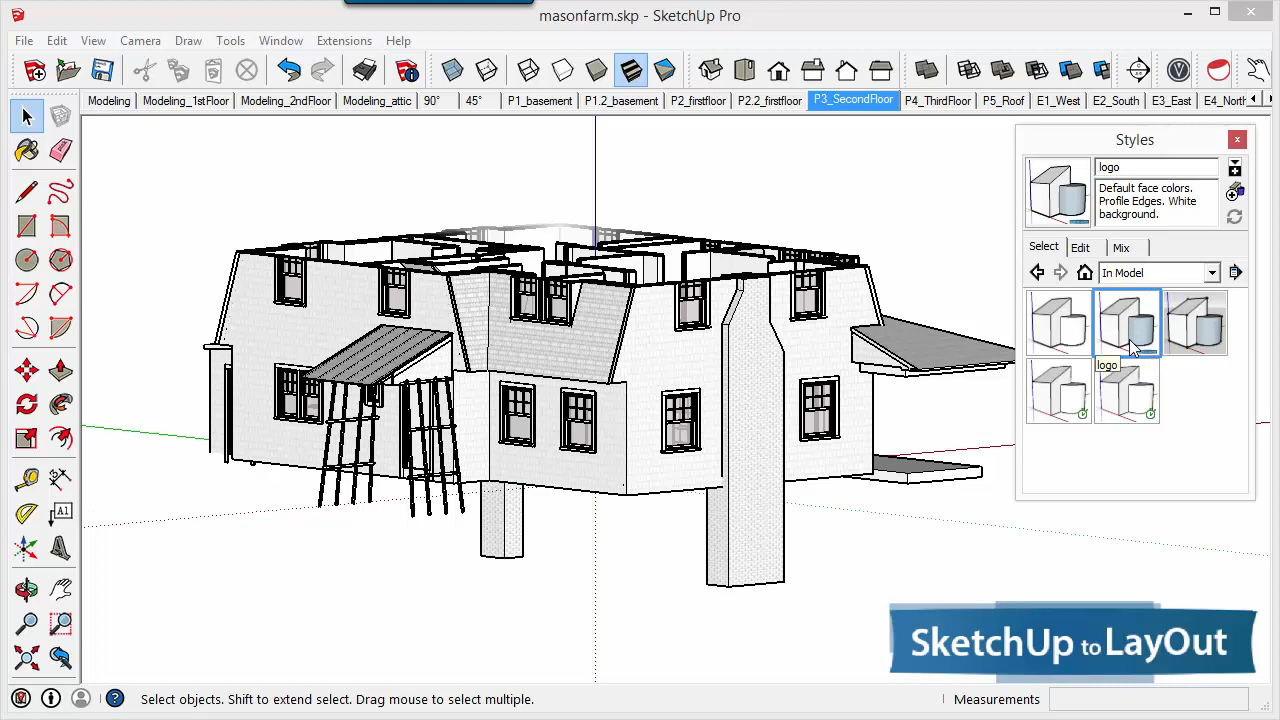 masonfarm.skp - SketchUp Pro
File Edit View Camera Draw Tools Window Extensions Help
Modeling odeling_1stFloor Modeling_2ndFloor Modeling_attic 90° 45° P1_basement P1.2_basement P2_firstfloor P2.2_firstfloor P3_SecondFloor P4_ThirdFloor P5_Roof E1_West E2_South E3_East E4_North
Styles
logo
Default face colors.
Profile Edges. White
background.
Select Edit Mix
In Model
logo
A1
SketchUp to LayOut
Select objects. Shift to extend select. Drag mouse to select multiple.
Measurements